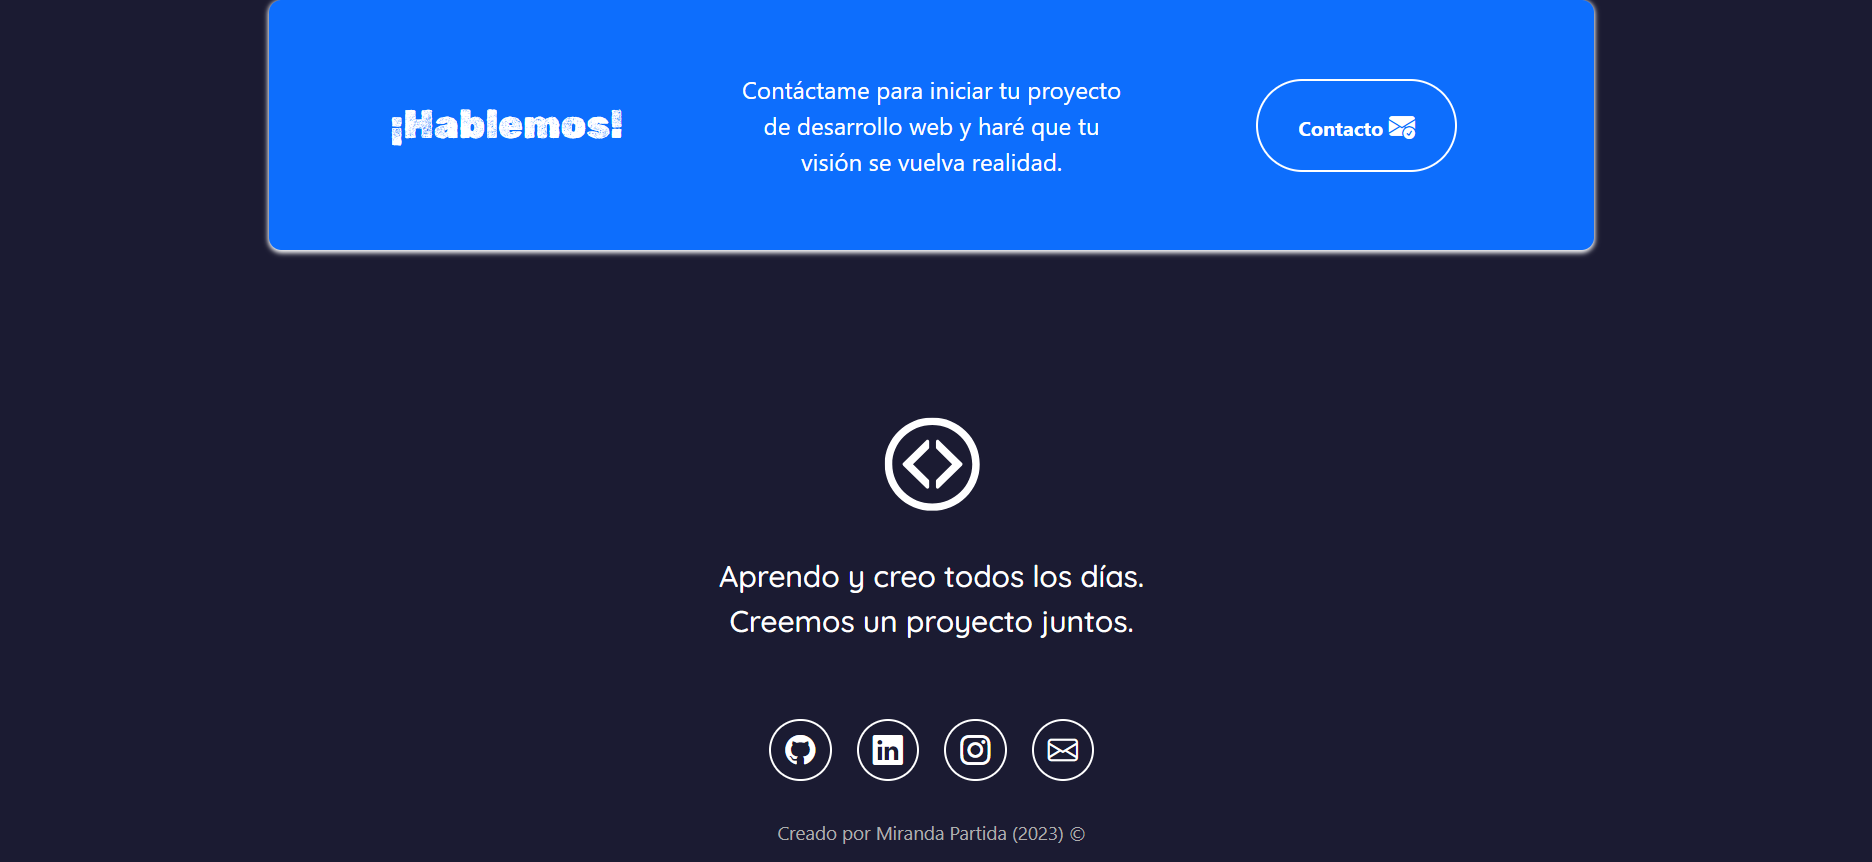 ¡Hablemos!
Contáctame para iniciar tu proyecto
de desarrollo web y haré que tu
visión se vuelva realidad.
Contacto
Aprendo y creo todos los días.
Creemos un proyecto juntos.
Creado por Miranda Partida (2023) ©